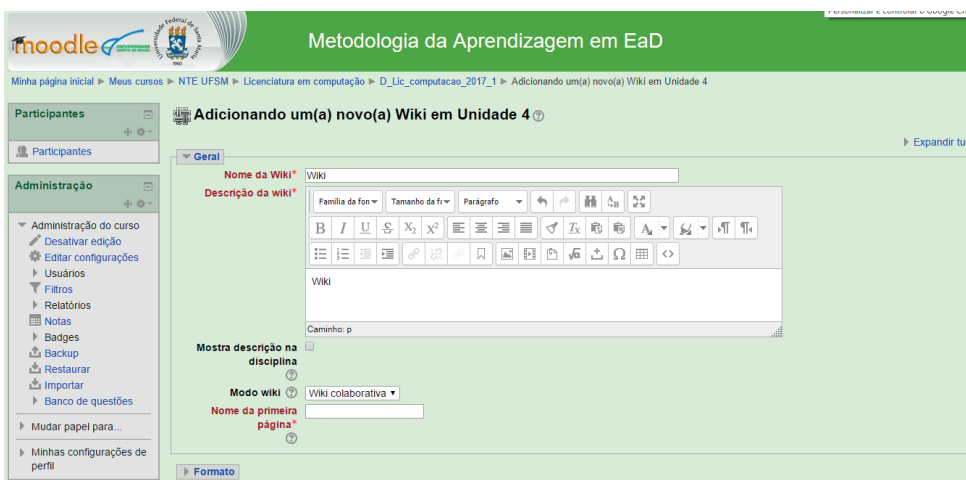 Personalizar e controlar o Google Ch
moodle
Metodologia da Aprendizagem em EaD
Minha página inicial ► Meus cursos ► NTE UFSM ► Licenciatura em computação ► D_Lic_computacao_2017_1 ► Adicionando um(a) novo(a) Wiki em Unidade 4
Participantes
Participantes
Administração
Administração do curso
Desativar edição
Editar configurações
Usuários
Filtros
Relatórios
Notas
Badges
Backup
Restaurar
Importar
Banco de questões
Mudar papel para...
Minhas configurações de
perfil
Adicionando um(a) novo(a) Wiki em Unidade 4
Expandir tu
Geral
Nome da Wiki* Wiki
Descrição da wiki*
Família da fon Tamanho da fo Parágrafo
Wiki
Caminho: p
Mostra descrição na
disciplina
Modo wiki Wiki colaborativa
Nome da primeira
página*
Formato